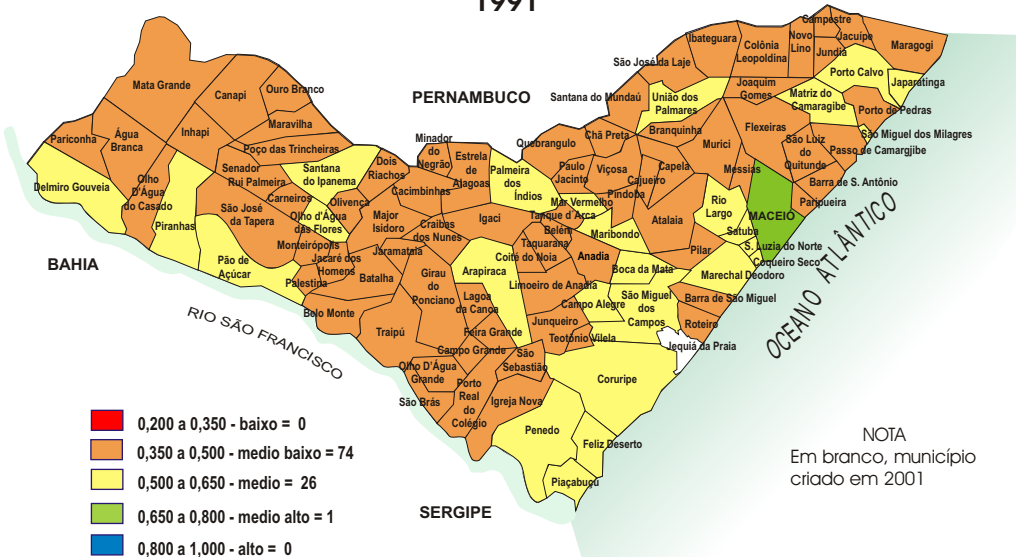 1991
Campestre
Ibateguara
Colônia
Leopoldina
Novo
Lino
Jacuípe
Jundiá
Maragogi
São José da Laje
Porto Calvo
Japaratinga
Mata Grande
Canapi
Ouro Branco
PERNAMBUCO
Santana do Mundaú
União dos
Palmares
Joaquim
Gomes
Matriz do
Camaragibe
Porto de Pedras
Pariconha
Água
Branca
Inhapi
Maravilha
Poço das Trincheiras
Minador
do
Negrão
Estrela
de
Alagoas
Quebrangulo
Chã Preta
Branquinha
Murici
Flexeiras
São Luiz
do
Quitunde
São Miguel dos Milagres
Passo de Camargjibe
Delmiro Gouveia
Olho
D'Água
do Casado
Piranhas
Senador
Rui Palmeira
Santana
do Ipanema
Dois
Riachos
Cacimbinhas
Palmeira
dos
Índios
Paulo
Jacinto
Viçosa
Cajueiro
Capela
Pindoba
Messias
Barra de S. Antônio
Paripueira
Carneiros
Olivença
São José
da Tapera
Olho d'Água
das Flores
Major
Isidoro
Craibas
dos Nunes
Igaci
Mar Vermelho
Tanque d'Arca
Belém
Maribondo
Atalaia
Rio
Largo
MACEIÓ
Satuba
S. Luzia do Norte
Coqueiro Seco
Monteirópolis
Jacaré dos
Homens
Jaramataia
Batalha
Palestina
Pão de
Açúcar
BAHIA
Taquarana
Coité do Noia
Anadia
Pilar
Boca da Mata
Marechal Deodoro
OCEANO ATLÂNTICO
Girau
do
Ponciano
Arapiraca
Lagoa
da Canoa
Limoeiro de Anadia
Campo Alegre
São Miguel
dos
Campos
Barra de São Miguel
Roteiro
Belo Monte
Traipú
RIO SÃO FRANCISCO
Feira Grande
Junqueiro
Teotônio Vilela
Jequiá da Praia
Campo Grande
Olho D'Água
Grande
São
Sebastião
Coruripe
São Brás
Porto
Real
do
Colégio
Igreja Nova
Penedo
Feliz Deserto
Piaçabuçú
SERGIPE
0,200 a 0,350 - baixo = 0
0,350 a 0,500 - medio baixo = 74
0,500 a 0,650 - medio = 26
0,650 a 0,800 - medio alto = 1
0,800 a 1,000 - alto = 0
NOTA
Em branco, município
criado em 2001